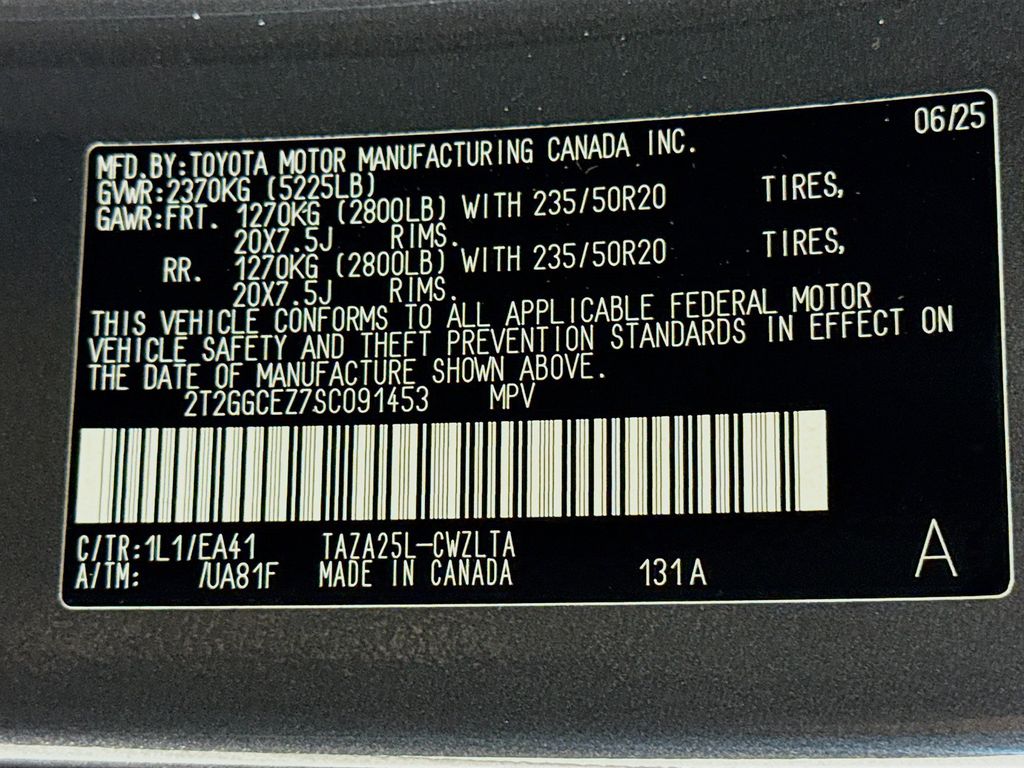 06/25
MFD.BY:TOYOTA MOTOR MANUFACTURING CANADA INC.
GVWR:2370KG (5225LB)
GAWR:FRT. 1270KG (2800LB) WITH 235/50R20 TIRES,
20X7.5J RIMS.
RR. 1270KG (2800LB) WITH 235/50R20 TIRES,
20X7.5J RIMS.
THIS VEHICLE CONFORMS TO ALL APPLICABLE FEDERAL MOTOR
VEHICLE SAFETY AND THEFT PREVENTION STANDARDS IN EFFECT ON
THE DATE OF MANUFACTURE SHOWN ABOVE.
2T2GGCEZ7SC091453 MPV
C/TR:1L1/EA41 TAZA25L-CWZLTA
A/TM: /UA81F MADE IN CANADA 131A
A